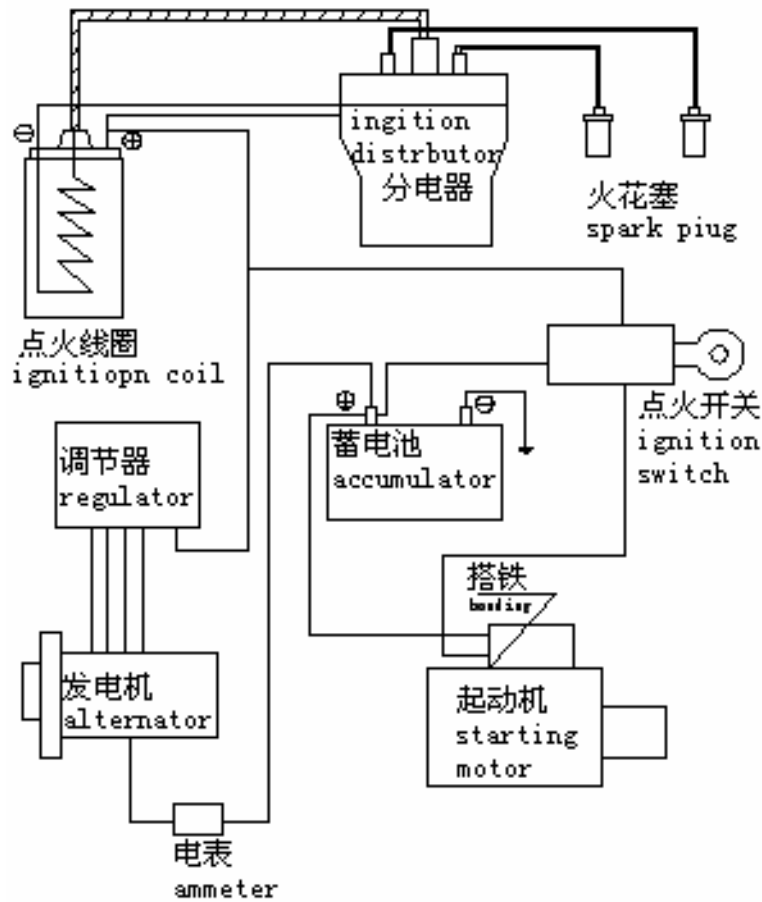 ingition
distrbutor
分电器
火花塞
spark piug
⊖
⊕
点火线圈
ignitiopn coil
点火开关
ignition
switch
⊕
⊖
蓄电池
accumulator
调节器
regulator
搭铁
bonding
发电机
alternator
起动机
starting
motor
电表
ammeter